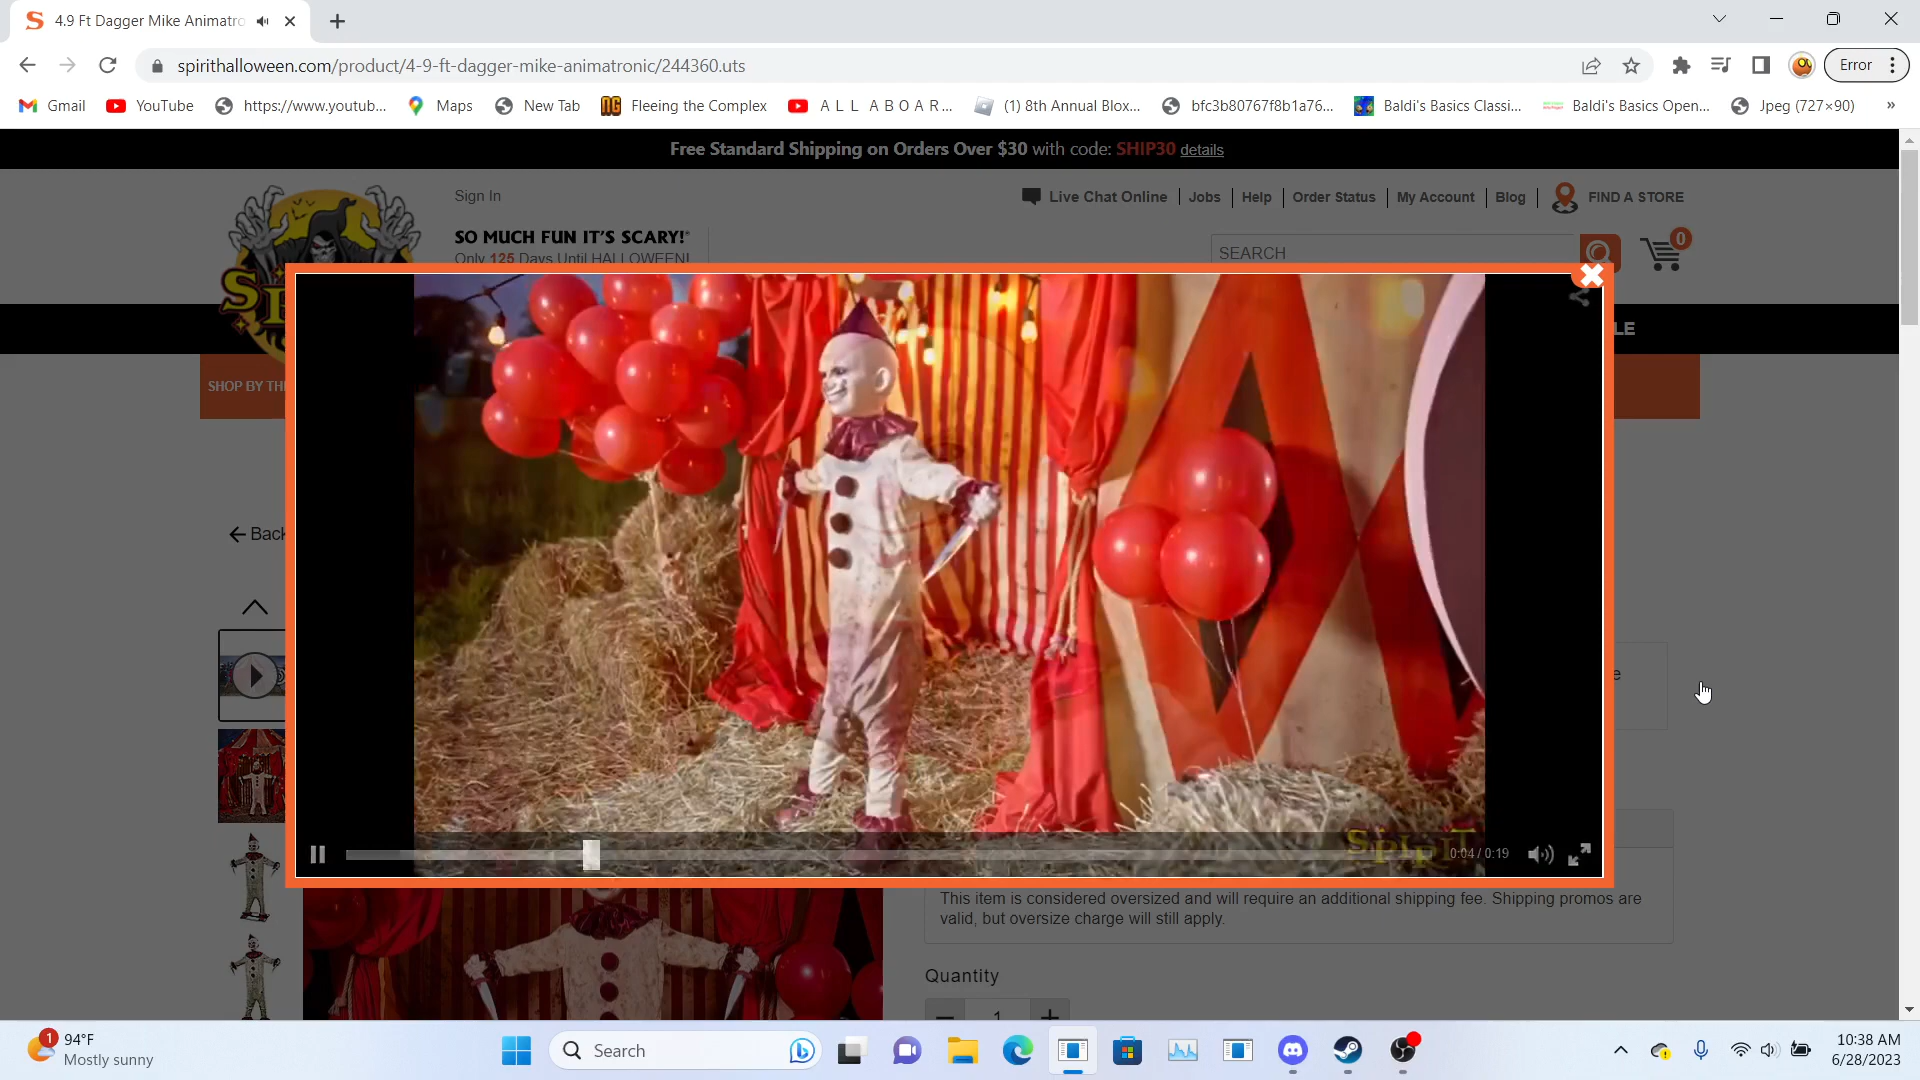 4.9 Ft Dagger Mike Animatro
spirithalloween.com/product/4-9-ft-dagger-mike-animatronic/244360.uts
Error
Gmail
YouTube
https://www.youtub...
Maps
New Tab
Fleeing the Complex
A L L A B O A R...
(1) 8th Annual Blox...
bfc3b80767f8b1a76...
Baldi's Basics Classi...
Baldi's Basics Open...
Jpeg (727×90)
»
Free Standard Shipping on Orders Over $30 with code: SHIP30 details
Sign In
Live Chat Online
Jobs
Help
Order Status
My Account
Blog
FIND A STORE
SO MUCH FUN IT'S SCARY!
Only 125 Days Until HALLOWEEN!
SEARCH
0
LE
SHOP BY TH
Back
e
SPIRIT
0:04 / 0:19
This item is considered oversized and will require an additional shipping fee. Shipping promos are
valid, but oversize charge will still apply.
Quantity
1
1
94°F
Mostly sunny
Search
10:38 AM
6/28/2023